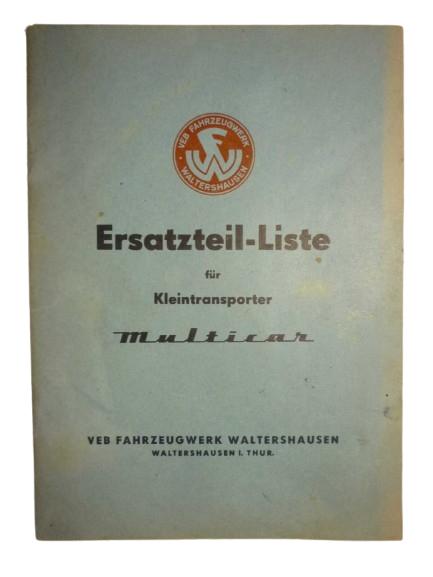 VEB FAHRZEUGWERK
FW
WALTERSHAUSEN
Ersatzteil-Liste
für
Kleintransporter
multicar
VEB FAHRZEUGWERK WALTERSHAUSEN
WALTERSHAUSEN I. THUR.